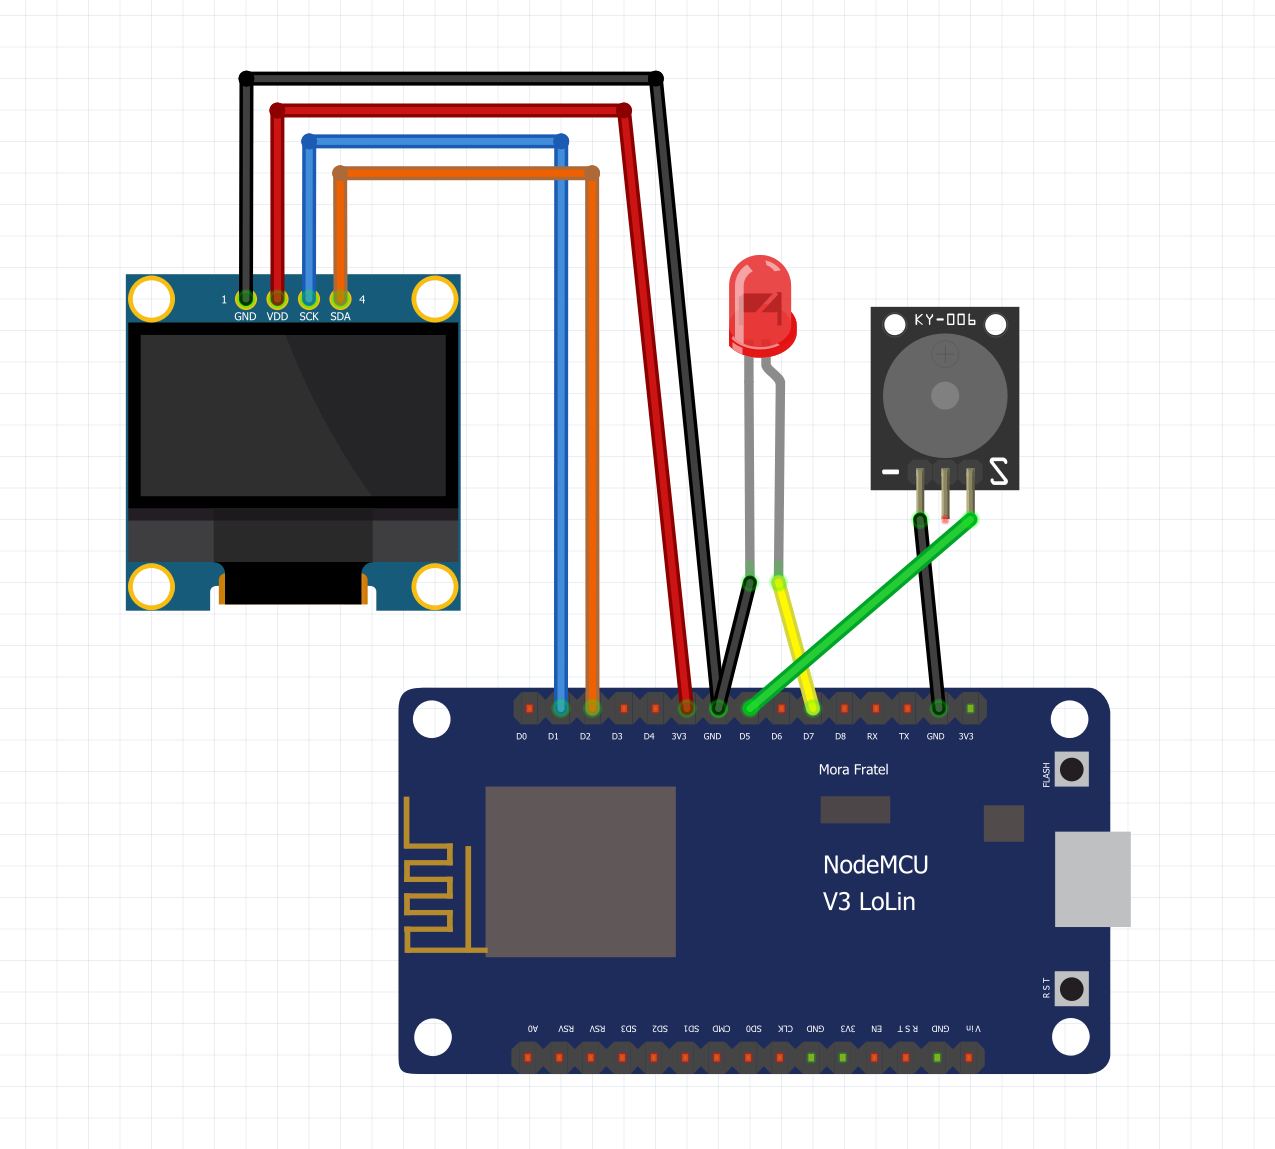 1 4
GND VDD SCK SDA
KY-006
− S
D0 D1 D2 D3 D4 3V3 GND D5 D6 D7 D8 RX TX GND 3V3
Mora Fratel
FLASH
NodeMCU
V3 LoLin
RST
A0 RSV RSV SD3 SD2 SD1 CMD SD0 CLK GND 3V3 EN RST GND Vin